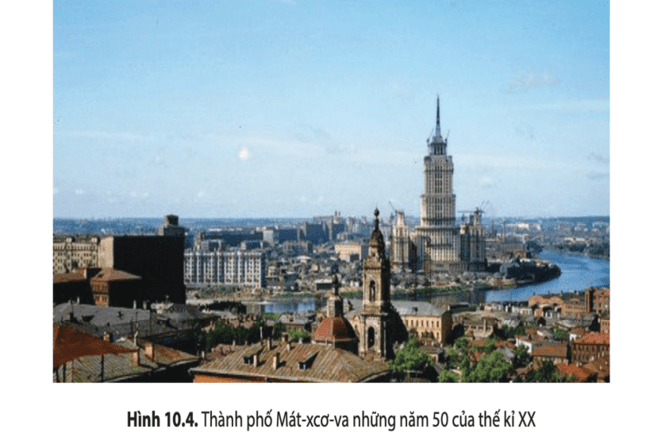 Hình 10.4. Thành phố Mát-xcơ-va những năm 50 của thế kỉ XX